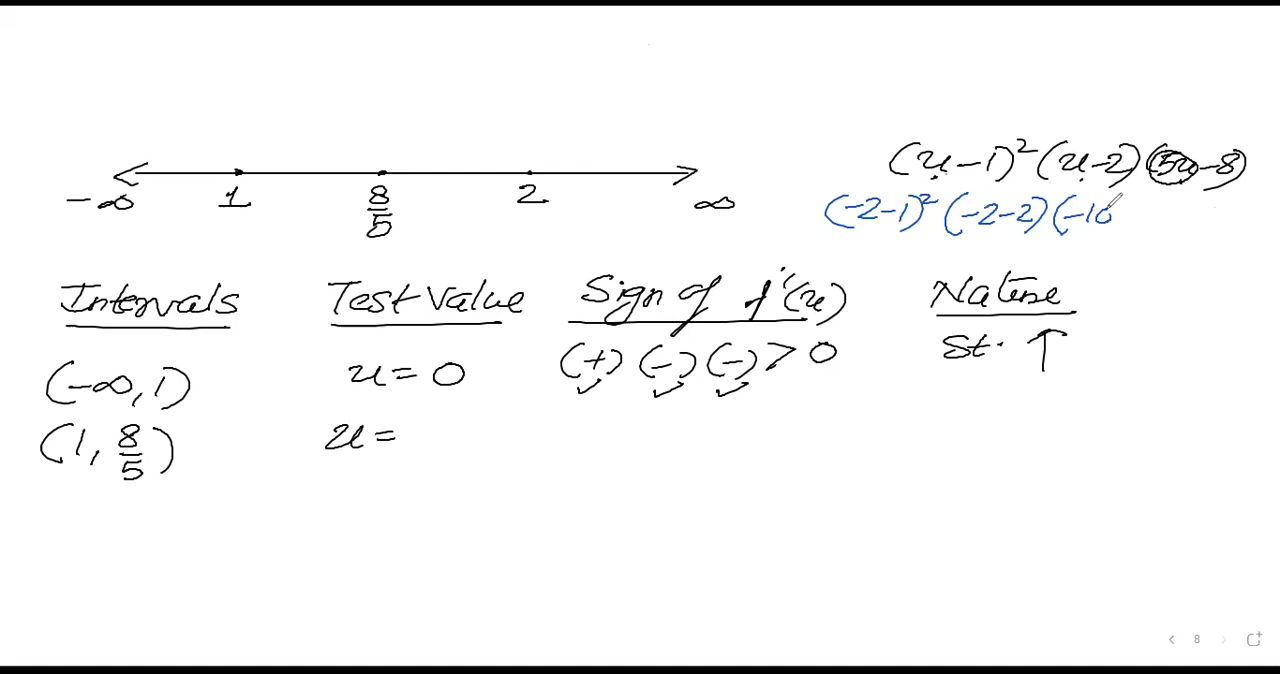 (x-1)²(x-2)(5x-8)
-∞ 1 8/5 2 ∞
(-2-1)²(-2-2)(-10
Intervals Test Value Sign of f'(x) Nature
(-∞, 1) x = 0 (+) (-) (-) > 0 St. ↑
(1, 8/5) x =
8